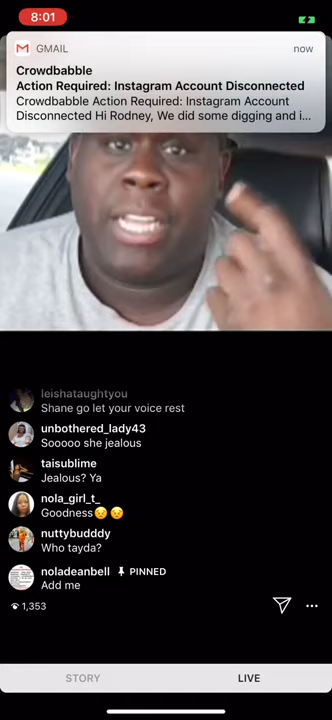 8:01
GMAIL
now
Crowdbabble
Action Required: Instagram Account Disconnected
Crowdbabble Action Required: Instagram Account
Disconnected Hi Rodney, We did some digging and i...
leishataughtyou
Shane go let your voice rest
unbothered_lady43
Sooooo she jealous
taisublime
Jealous? Ya
nola_girl_t_
Goodness😣😣
nuttybudddy
Who tayda?
noladeanbell PINNED
Add me
1,353
STORY
LIVE